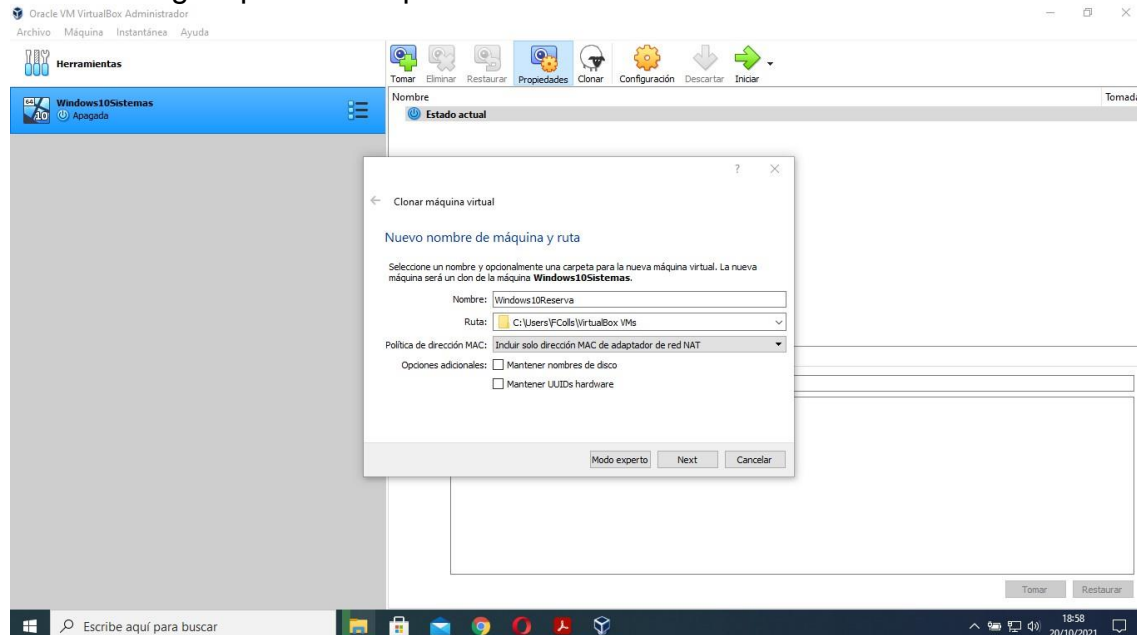 Oracle VM VirtualBox Administrador
Archivo Máquina Instantánea Ayuda
Herramientas
Tomar Eliminar Restaurar Propiedades Clonar Configuración Descartar Iniciar
Windows10Sistemas
Apagada
Nombre Tomada
Estado actual
Clonar máquina virtual
Nuevo nombre de máquina y ruta
Seleccione un nombre y opcionalmente una carpeta para la nueva máquina virtual. La nueva
máquina será un clon de la máquina Windows10Sistemas.
Nombre: Windows10Reserva
Ruta: C:\Users\FColls\VirtualBox VMs
Política de dirección MAC: Incluir solo dirección MAC de adaptador de red NAT
Opciones adicionales: Mantener nombres de disco
Mantener UUIDs hardware
Modo experto Next Cancelar
Tomar Restaurar
Escribe aquí para buscar
18:58
20/10/2021